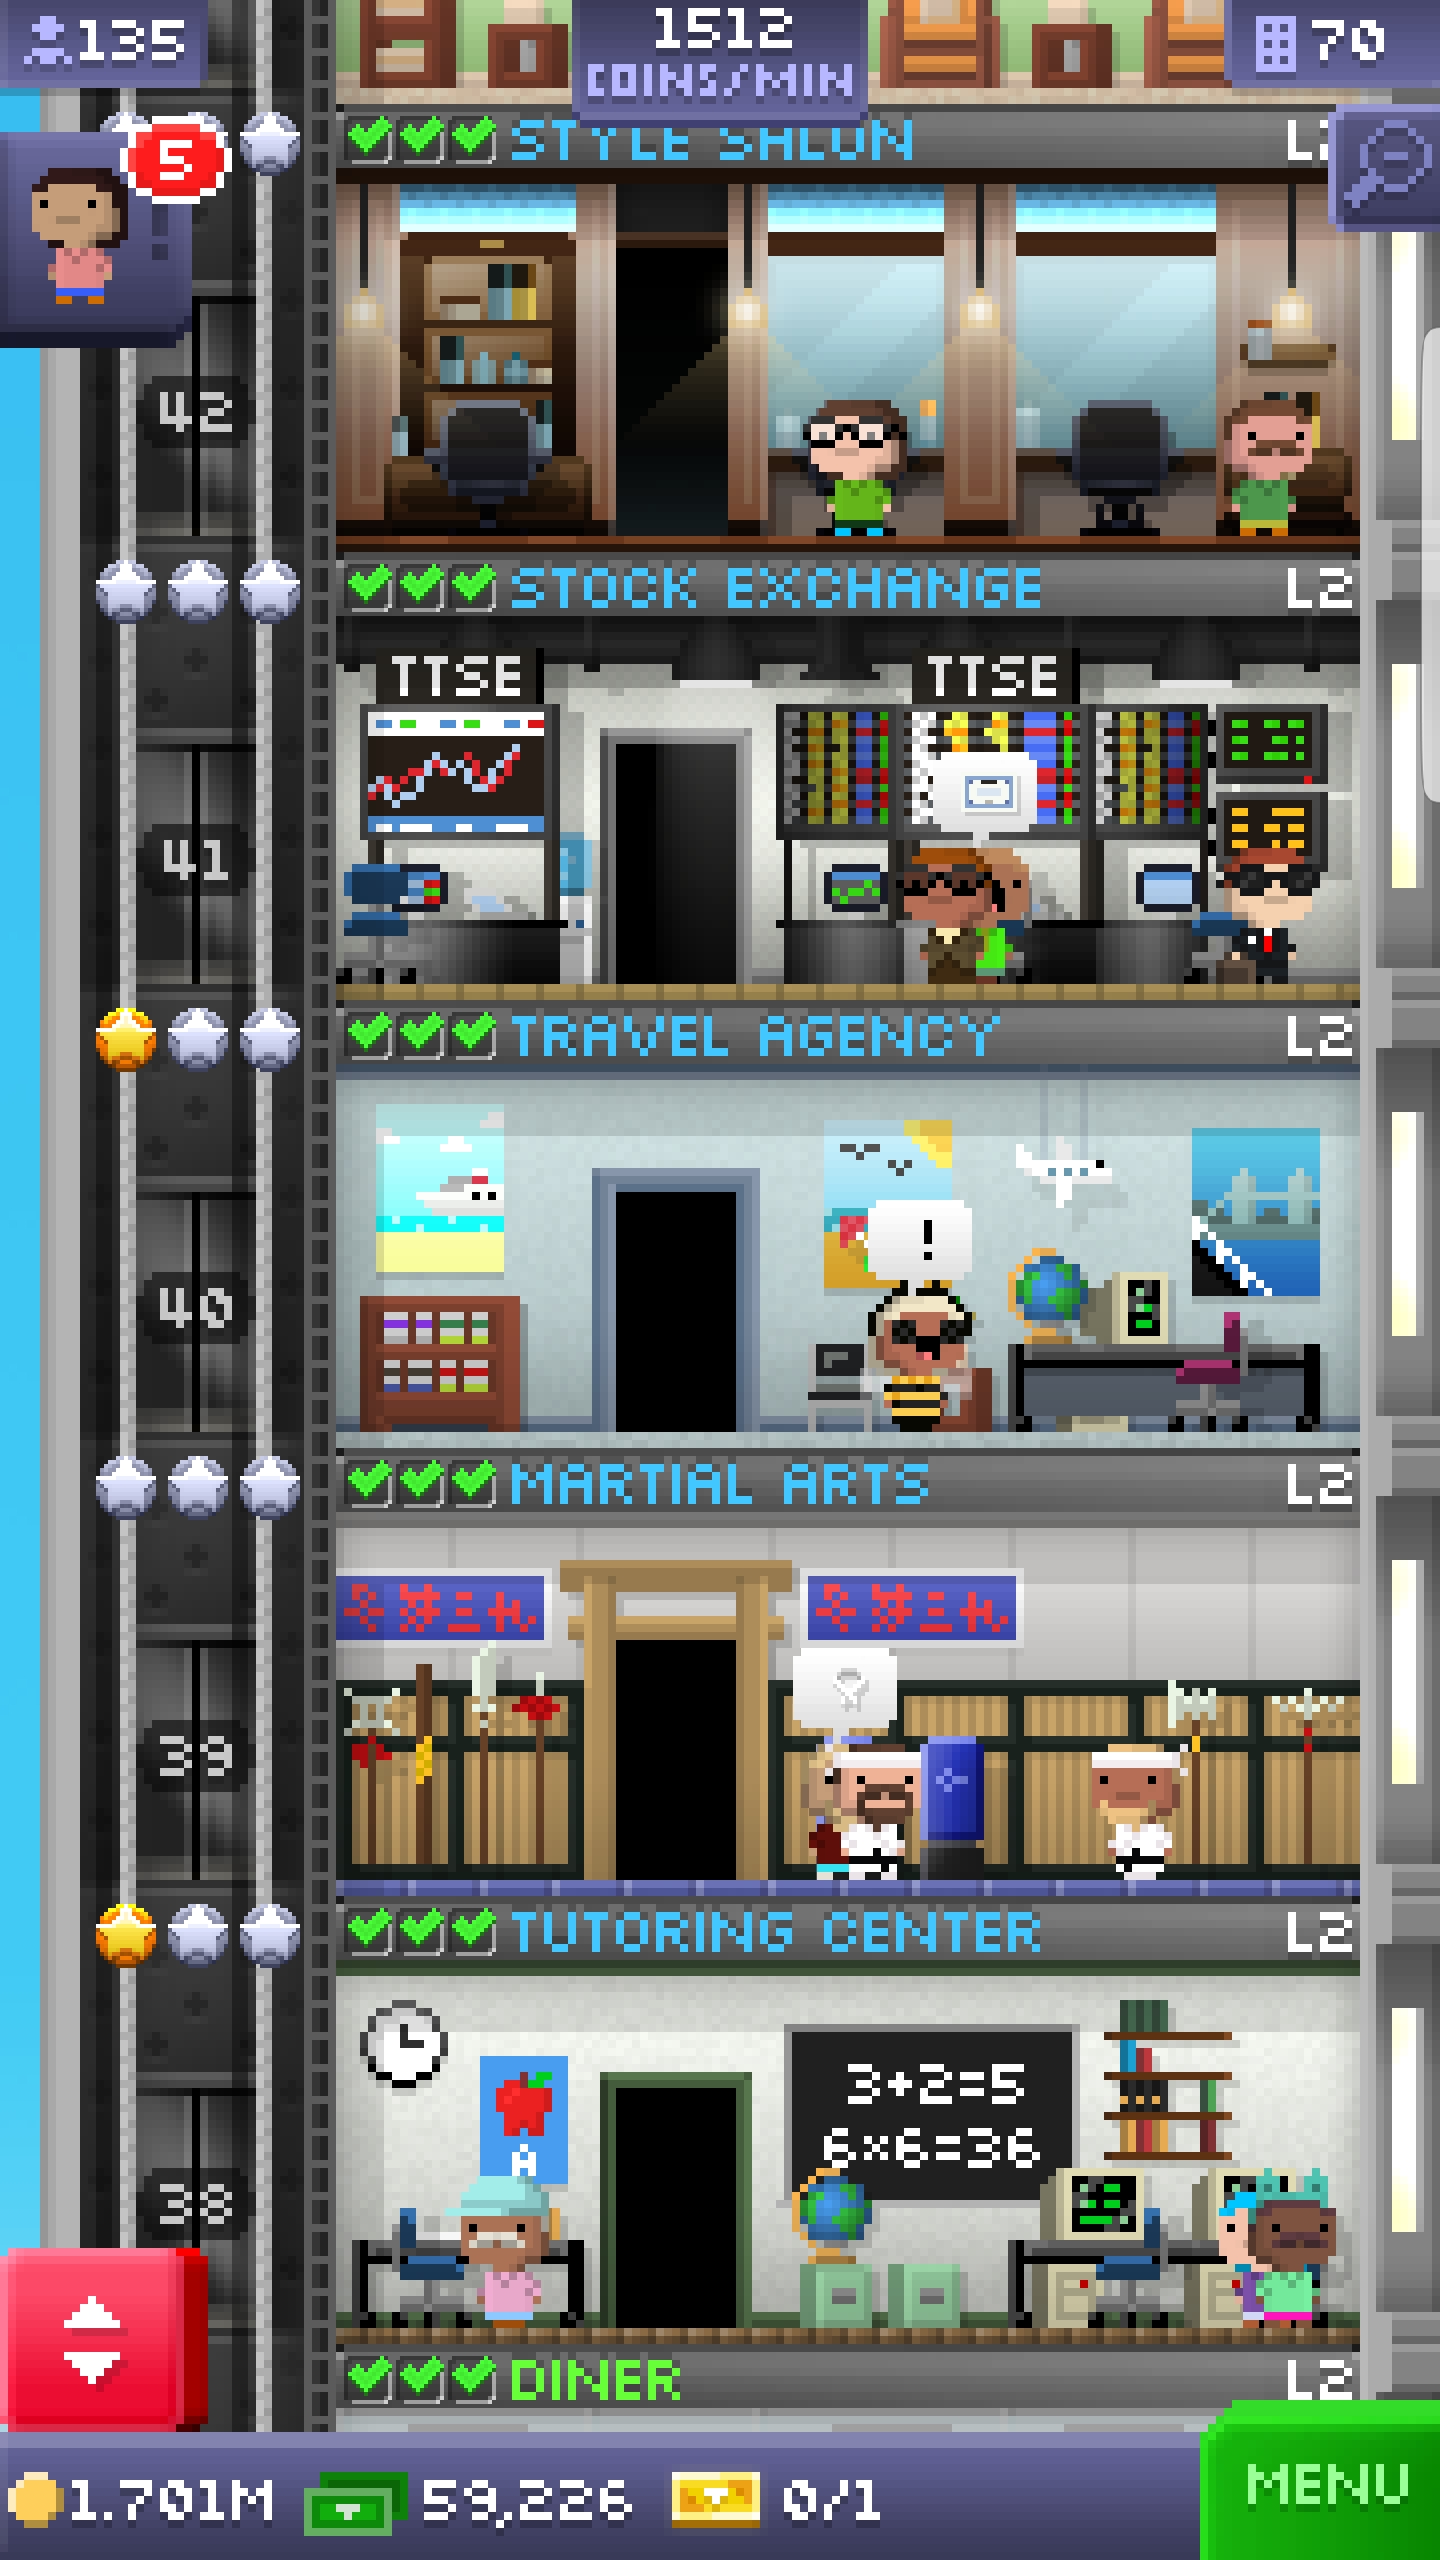 135
1512
COINS/MIN
70
5
STYLE SALON
L2
42
STOCK EXCHANGE
L2
TTSE
TTSE
41
TRAVEL AGENCY
L2
!
40
MARTIAL ARTS
L2
39
TUTORING CENTER
L2
3+2=5
6×6=36
A
38
DINER
L2
1.701M
59,226
0/1
MENU